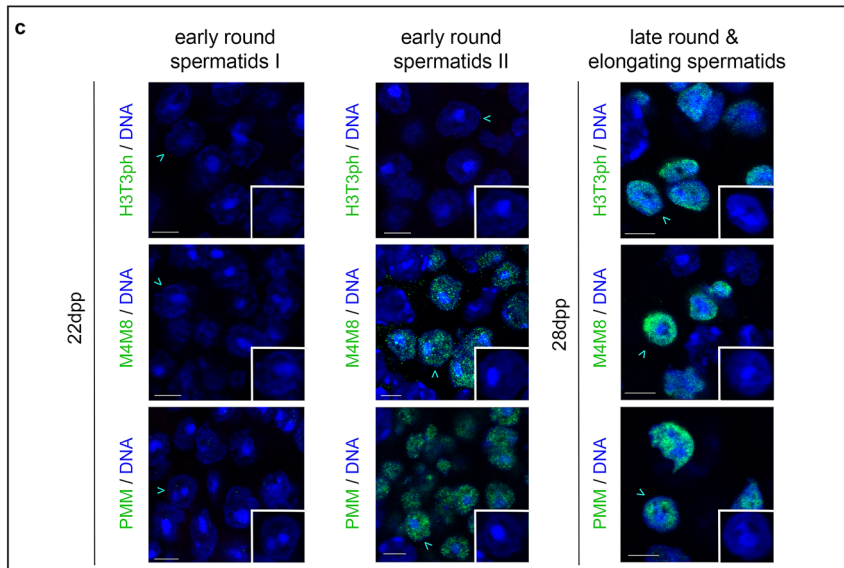 c
early round
spermatids I
early round
spermatids II
late round &
elongating spermatids
22dpp
28dpp
H3T3ph / DNA
H3T3ph / DNA
H3T3ph / DNA
M4M8 / DNA
M4M8 / DNA
M4M8 / DNA
PMM / DNA
PMM / DNA
PMM / DNA